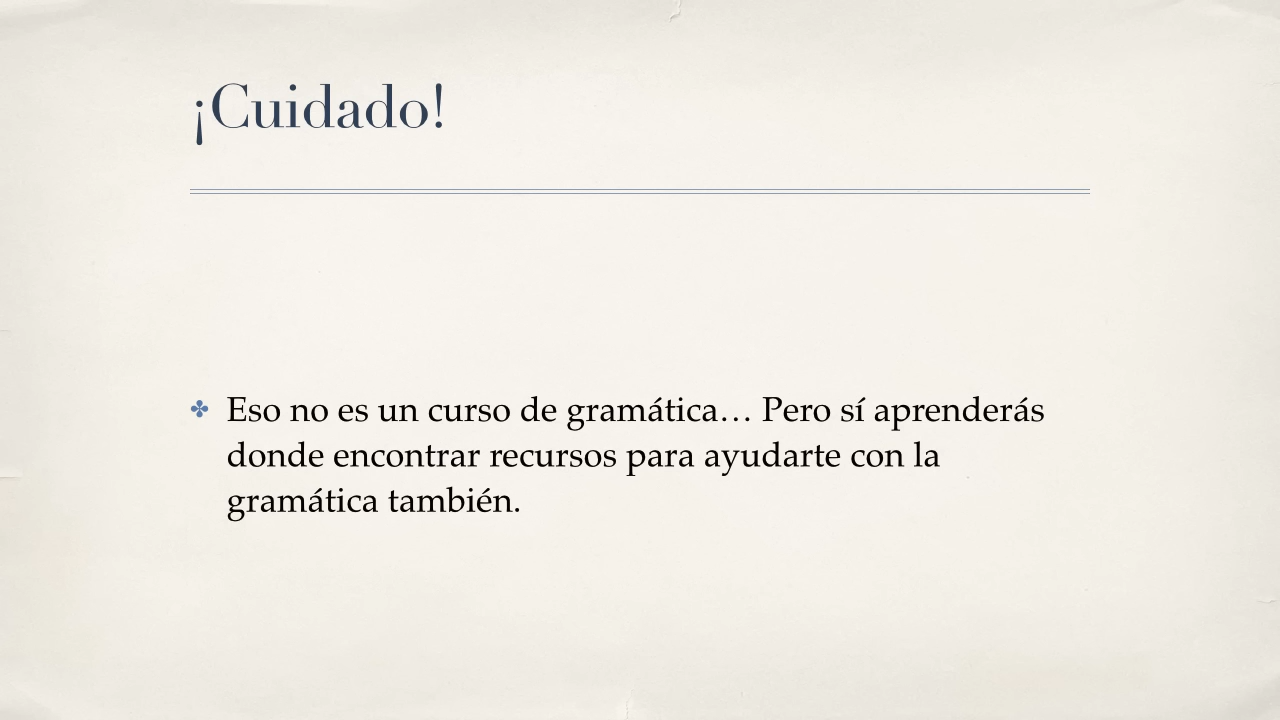 ¡Cuidado!
Eso no es un curso de gramática… Pero sí aprenderás
donde encontrar recursos para ayudarte con la
gramática también.